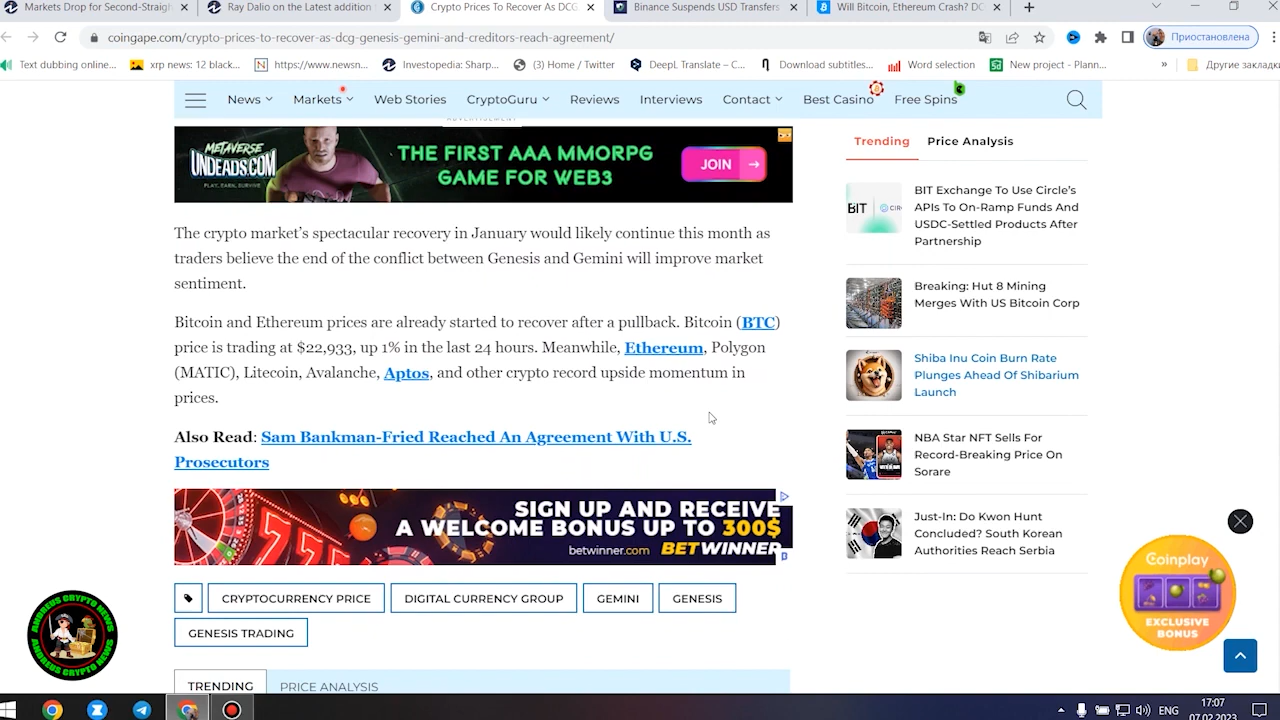 Markets Drop for Second-Straigh
Ray Dalio on the Latest addition
Crypto Prices To Recover As DCG,
Binance Suspends USD Transfers
Will Bitcoin, Ethereum Crash? DC
coingape.com/crypto-prices-to-recover-as-dcg-genesis-gemini-and-creditors-reach-agreement/
Приостановлена
Text dubbing online...
xrp news: 12 black...
https://www.newsn...
Investopedia: Sharp...
(3) Home / Twitter
DeepL Translate – C...
Download subtitles...
Word selection
New project - Plann...
»
Другие закладки
News
Markets
Web Stories
CryptoGuru
Reviews
Interviews
Contact
Best Casino
Free Spins
ADVERTISEMENT
METAVERSE
UNDEADS.COM
PLAY. EARN. SURVIVE.
THE FIRST AAA MMORPG
GAME FOR WEB3
JOIN →
The crypto market's spectacular recovery in January would likely continue this month as
traders believe the end of the conflict between Genesis and Gemini will improve market
sentiment.
Bitcoin and Ethereum prices are already started to recover after a pullback. Bitcoin (BTC)
price is trading at $22,933, up 1% in the last 24 hours. Meanwhile, Ethereum, Polygon
(MATIC), Litecoin, Avalanche, Aptos, and other crypto record upside momentum in
prices.
Also Read: Sam Bankman-Fried Reached An Agreement With U.S.
Prosecutors
SIGN UP AND RECEIVE
A WELCOME BONUS UP TO 300$
betwinner.com BETWINNER
CRYPTOCURRENCY PRICE
DIGITAL CURRENCY GROUP
GEMINI
GENESIS
GENESIS TRADING
TRENDING
PRICE ANALYSIS
Trending
Price Analysis
BIT
CIR
BIT Exchange To Use Circle's
APIs To On-Ramp Funds And
USDC-Settled Products After
Partnership
Breaking: Hut 8 Mining
Merges With US Bitcoin Corp
Shiba Inu Coin Burn Rate
Plunges Ahead Of Shibarium
Launch
NBA Star NFT Sells For
Record-Breaking Price On
Sorare
Just-In: Do Kwon Hunt
Concluded? South Korean
Authorities Reach Serbia
Coinplay
EXCLUSIVE
BONUS
ANDREUS CRYPTO NEWS
ANDREUS CRYPTO NEWS
ENG
17:07
07.02.2023